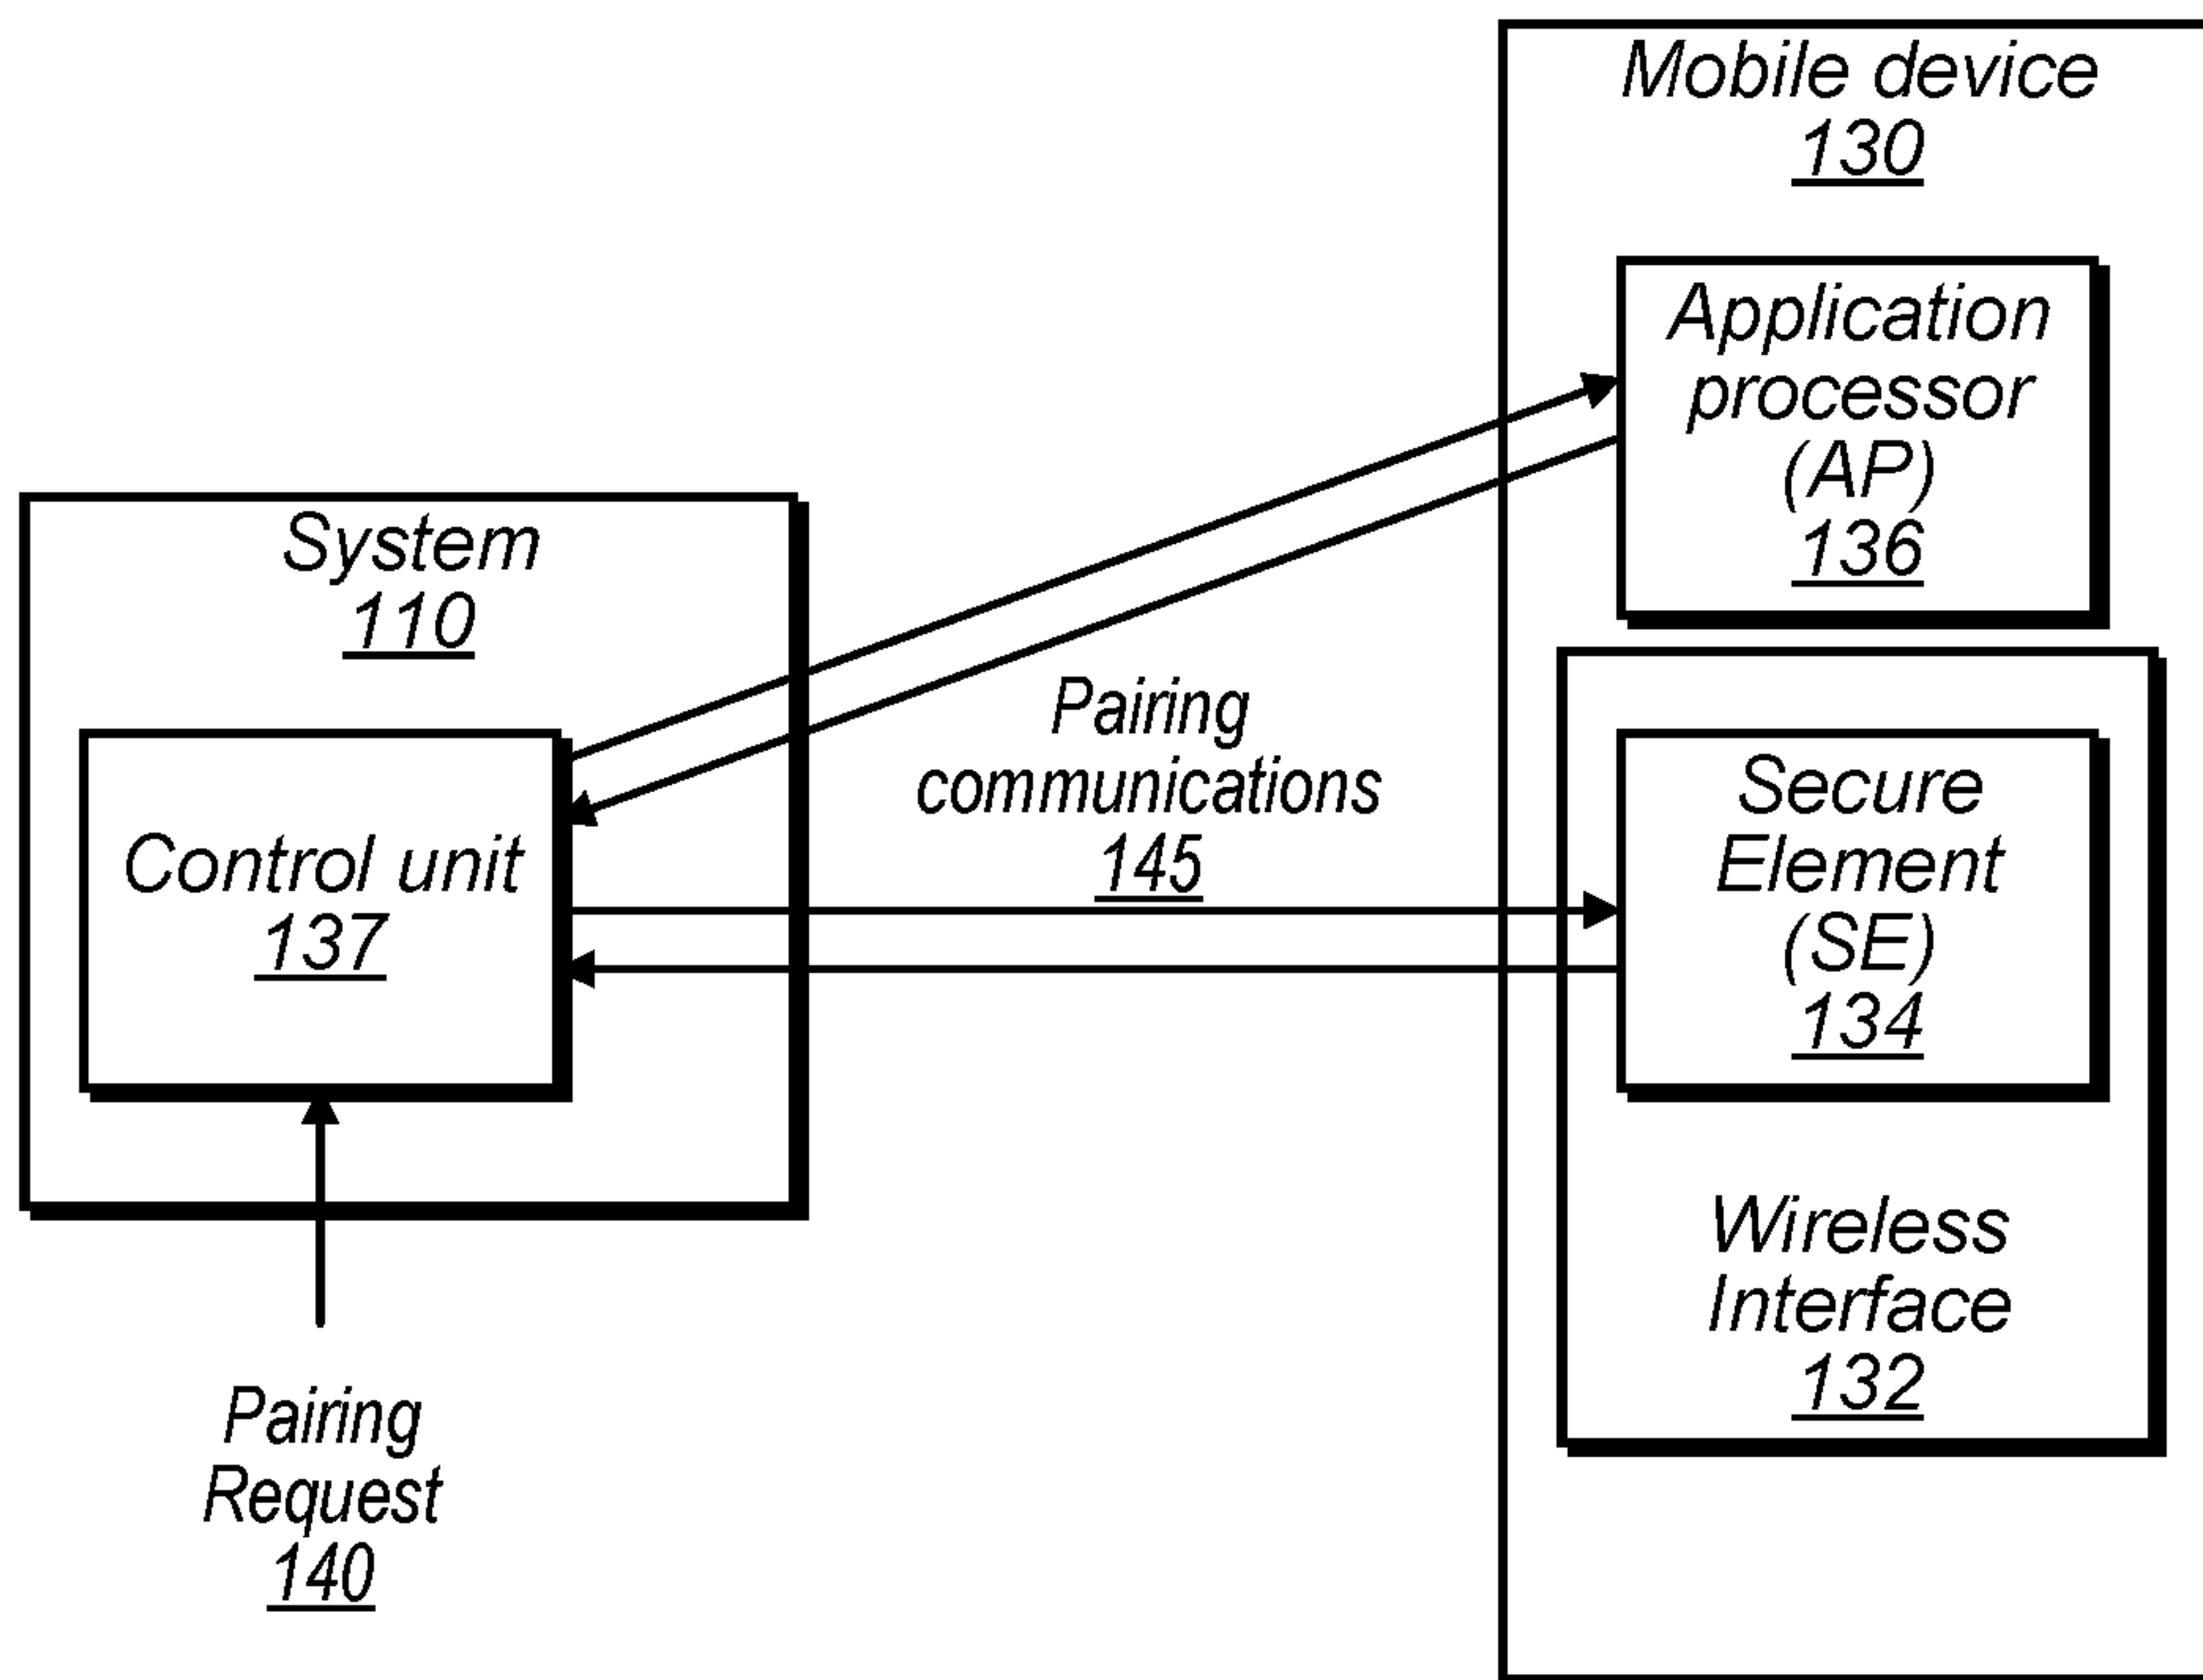 Mobile device
130
Application
processor
(AP)
136
System
110
Pairing
communications
145
Control unit
137
Secure
Element
(SE)
134
Wireless
Interface
132
Pairing
Request
140